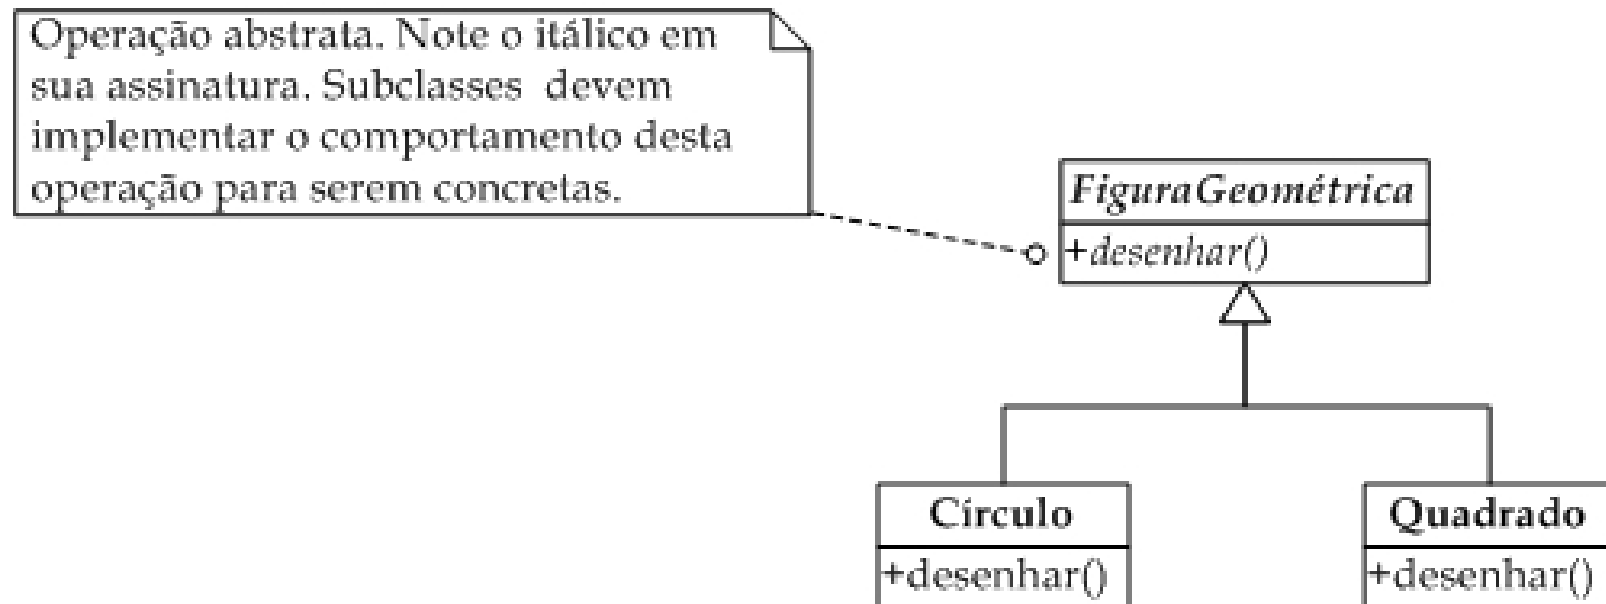 Operação abstrata. Note o itálico em
sua assinatura. Subclasses devem
implementar o comportamento desta
operação para serem concretas.
FiguraGeométrica
+desenhar()
Círculo
+desenhar()
Quadrado
+desenhar()